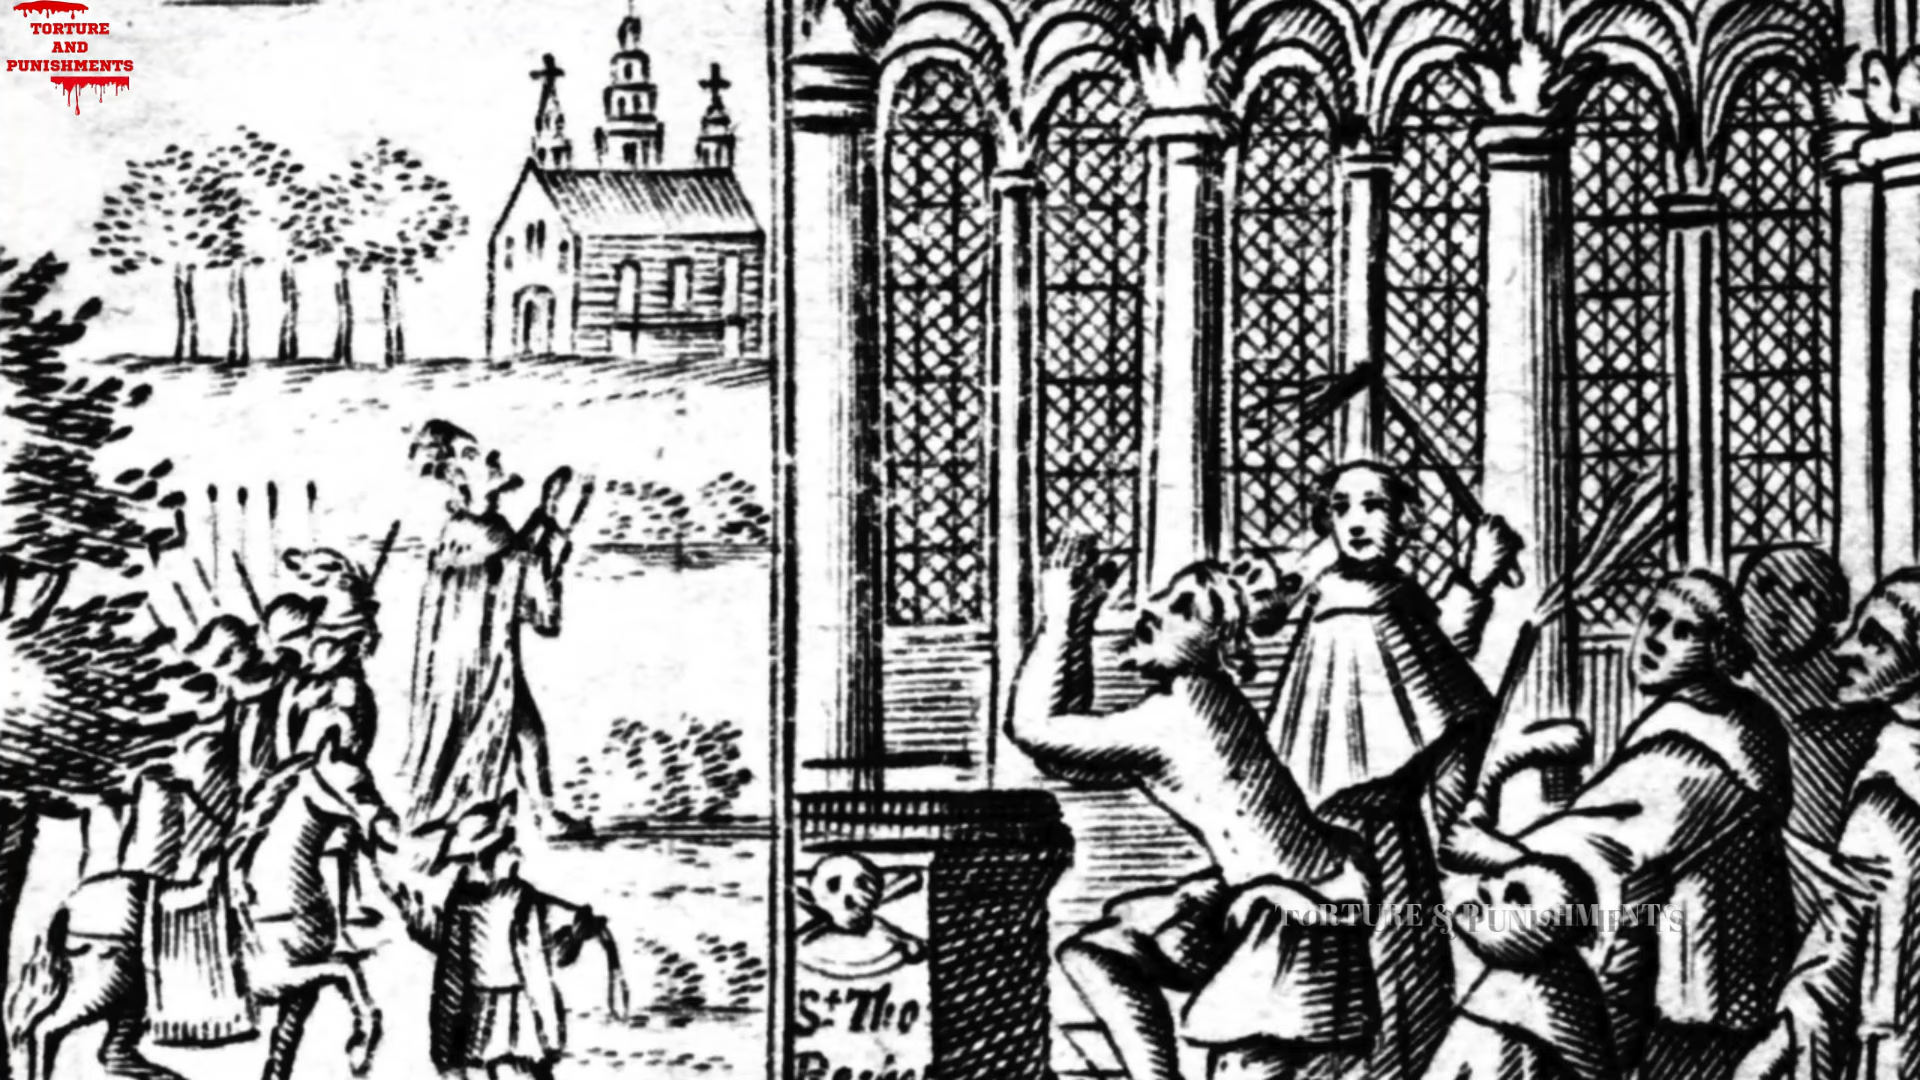 TORTURE
AND
PUNISHMENTS
TORTURE & PUNISHMENTS
St Tho